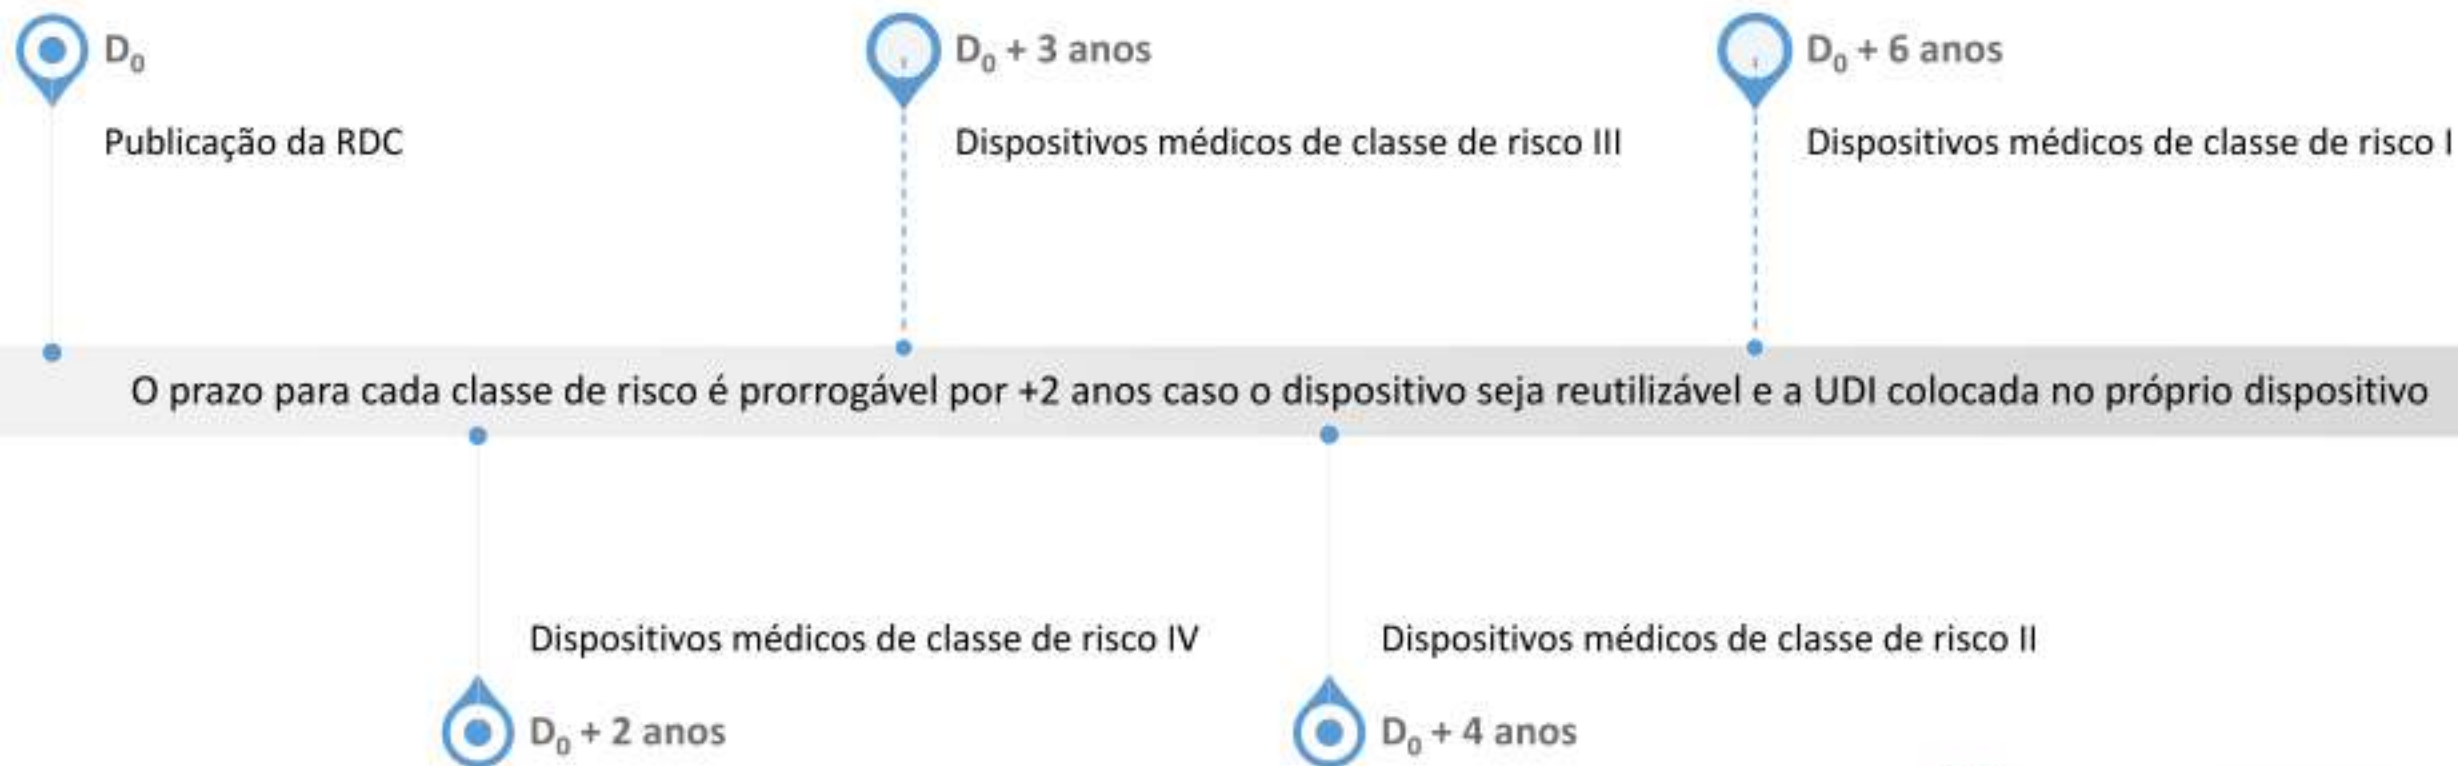 D₀
Publicação da RDC
D₀ + 3 anos
Dispositivos médicos de classe de risco III
D₀ + 6 anos
Dispositivos médicos de classe de risco I
O prazo para cada classe de risco é prorrogável por +2 anos caso o dispositivo seja reutilizável e a UDI colocada no próprio dispositivo
Dispositivos médicos de classe de risco IV
D₀ + 2 anos
Dispositivos médicos de classe de risco II
D₀ + 4 anos